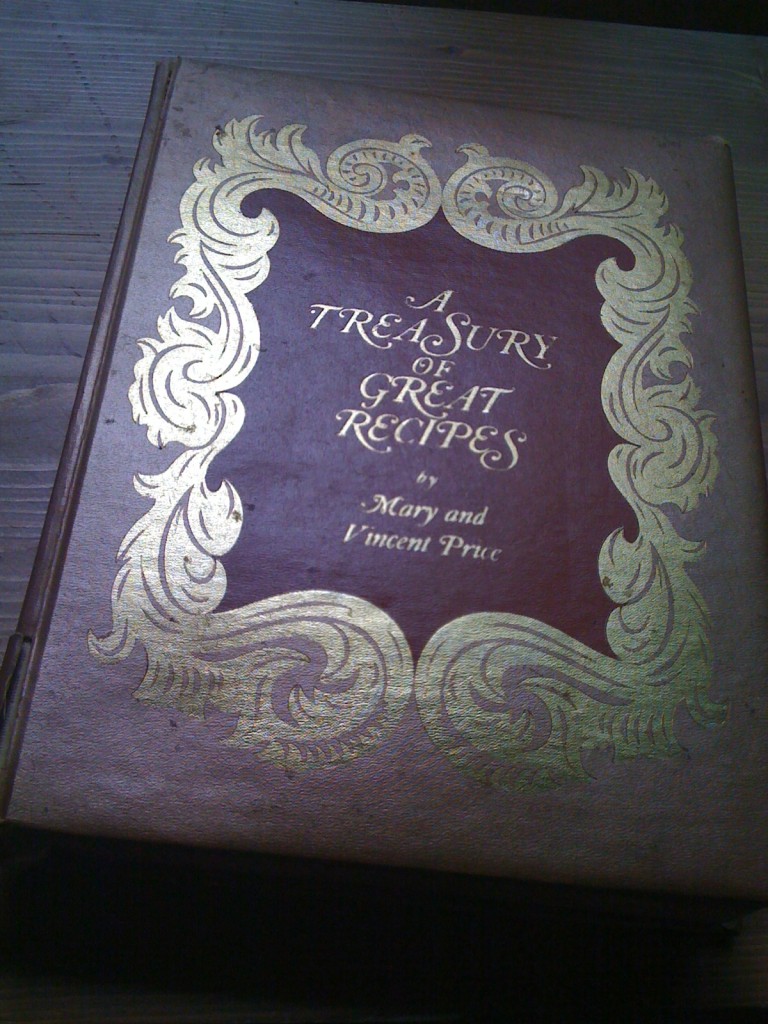 A
TREASURY
OF
GREAT
RECIPES
by
Mary and
Vincent Price